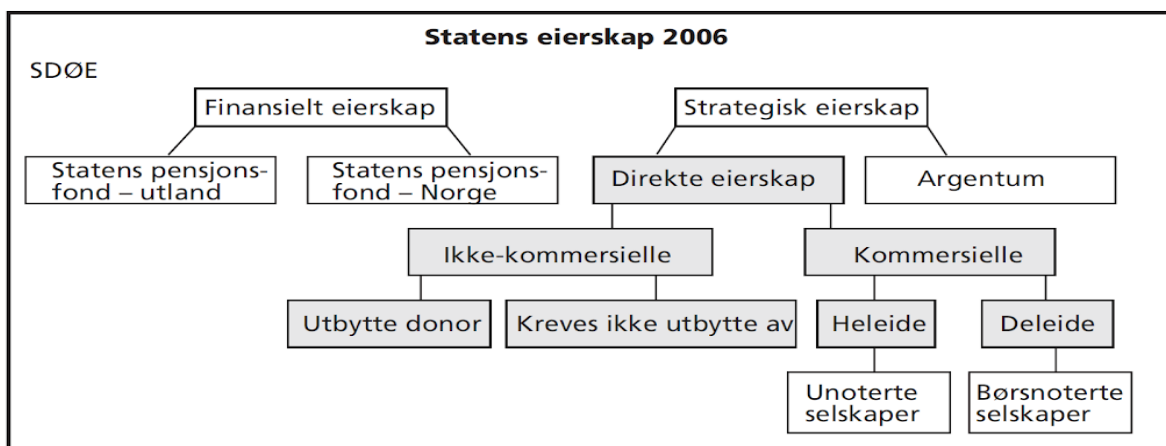 Statens eierskap 2006
SDØE
Finansielt eierskap
Strategisk eierskap
Statens pensjons-
fond – utland
Statens pensjons-
fond – Norge
Direkte eierskap
Argentum
Ikke-kommersielle
Kommersielle
Utbytte donor
Kreves ikke utbytte av
Heleide
Deleide
Unoterte
selskaper
Børsnoterte
selskaper